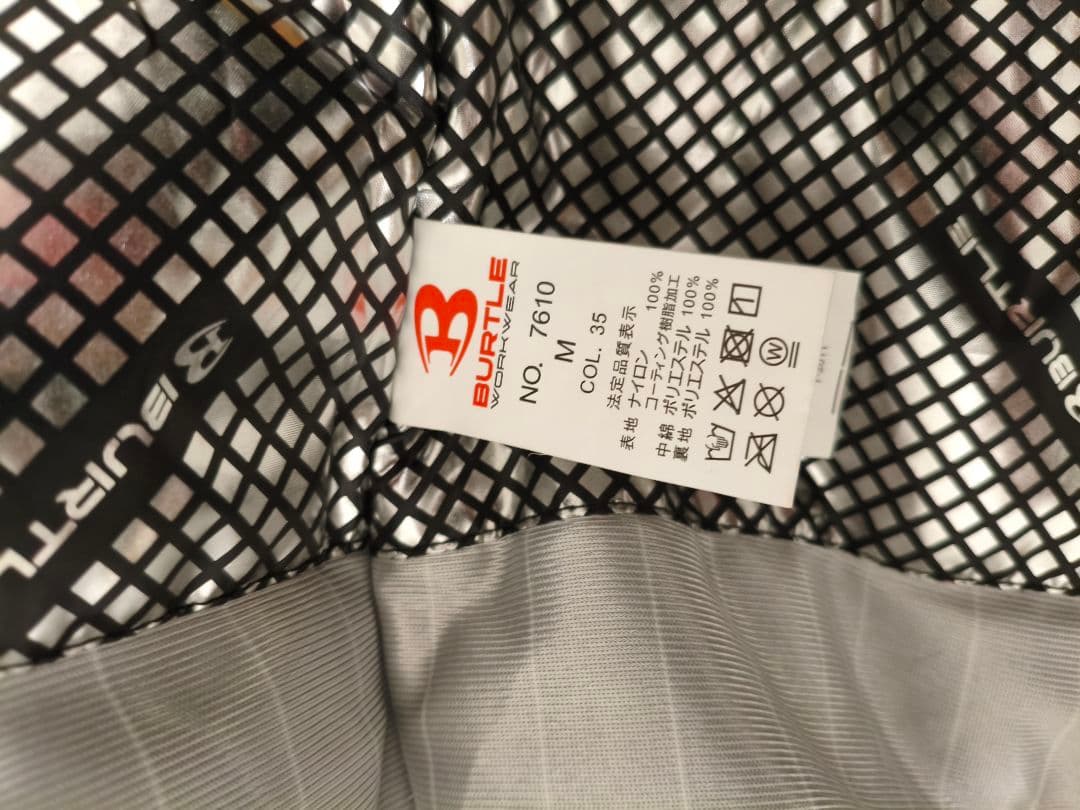 B
BURTLE
WORKWEAR
NO. 7610
M
COL. 35
法定品質表示
表地 ナイロン 100%
コーティング樹脂加工
中綿 ポリエステル 100%
裏地 ポリエステル 100%
W
B BURTL
BURTLE